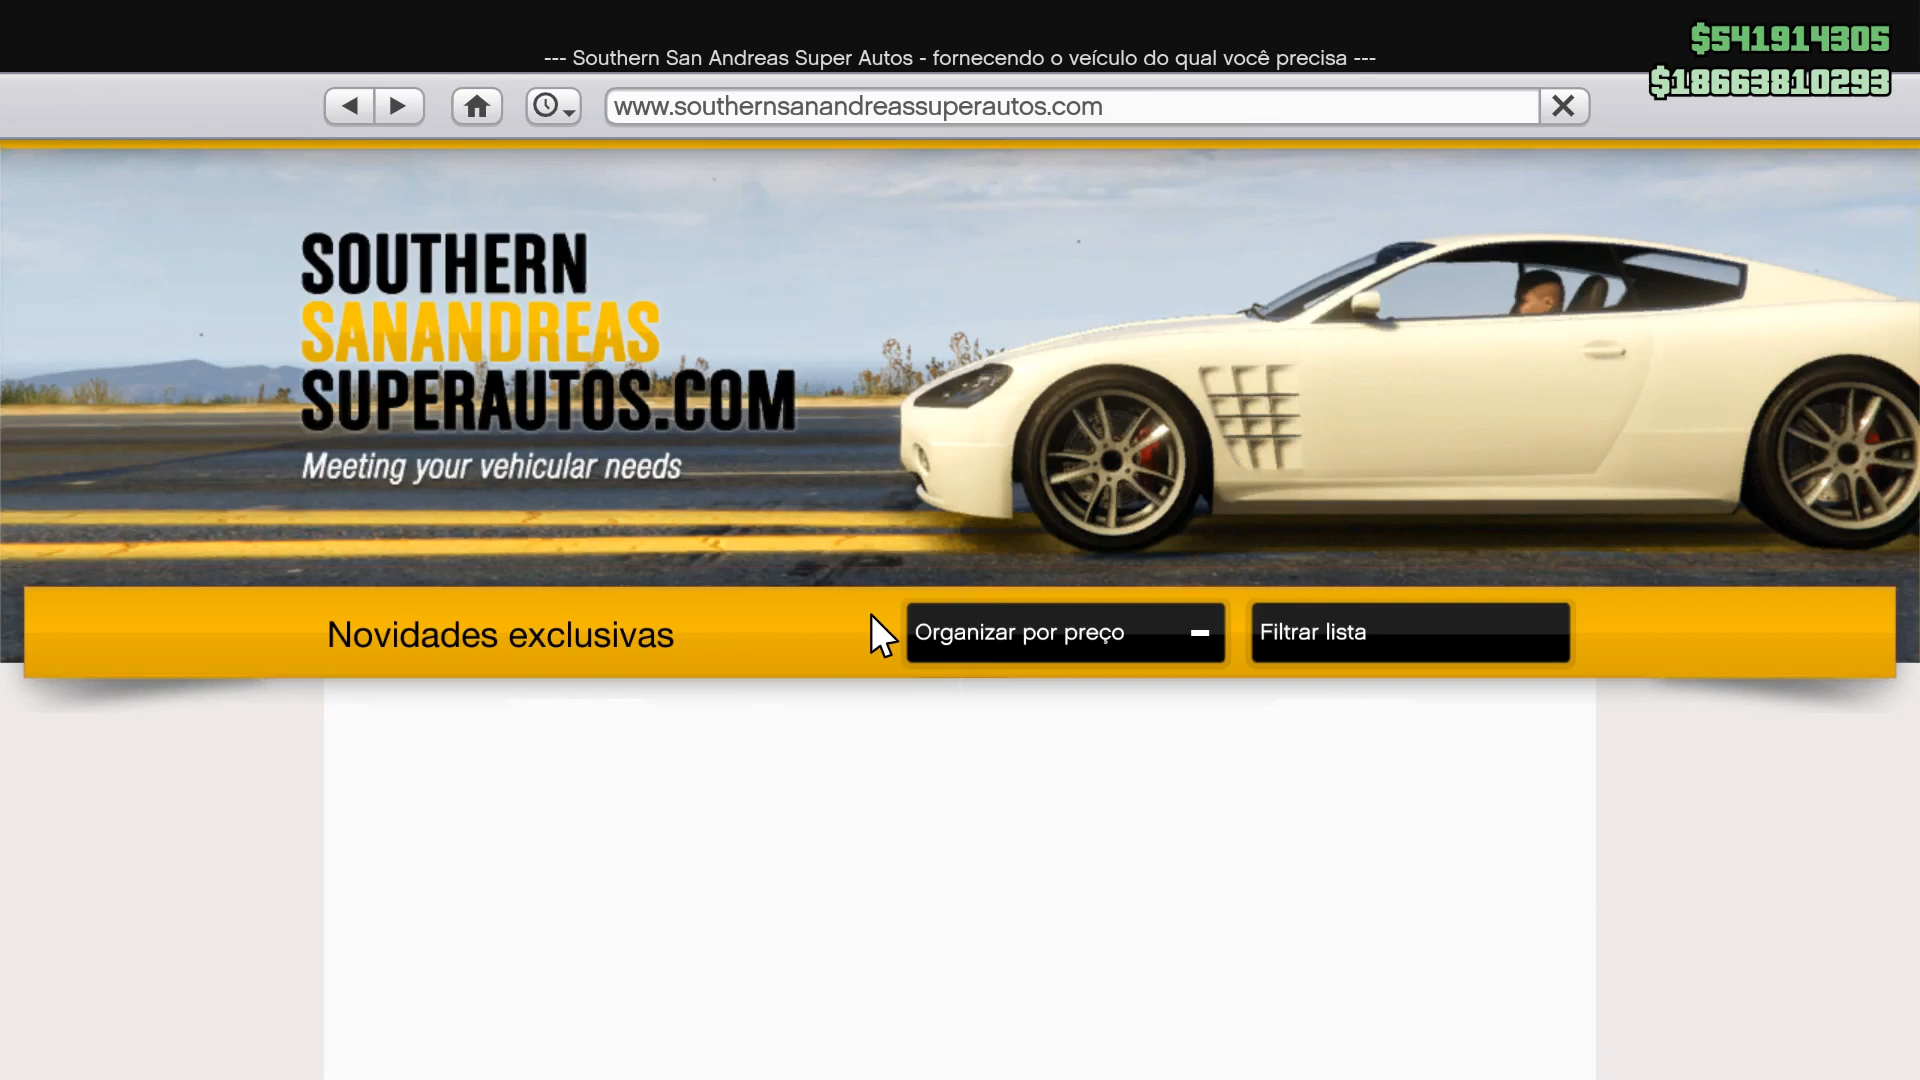 --- Southern San Andreas Super Autos - fornecendo o veículo do qual você precisa ---
$541914305
$18663810293
www.southernsanandreassuperautos.com
SOUTHERN
SANANDREAS
SUPERAUTOS.COM
Meeting your vehicular needs
Novidades exclusivas
Organizar por preço
Filtrar lista